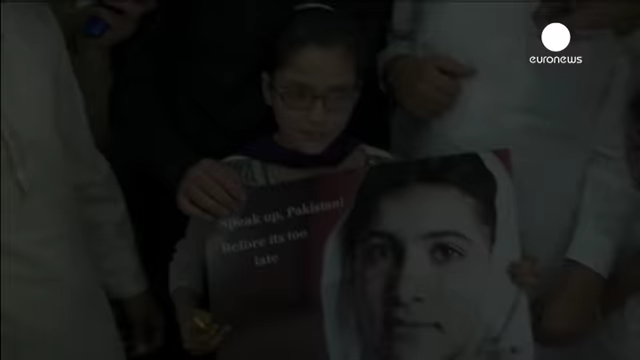 euronews
Speak up, Pakistan!
Before its too
late